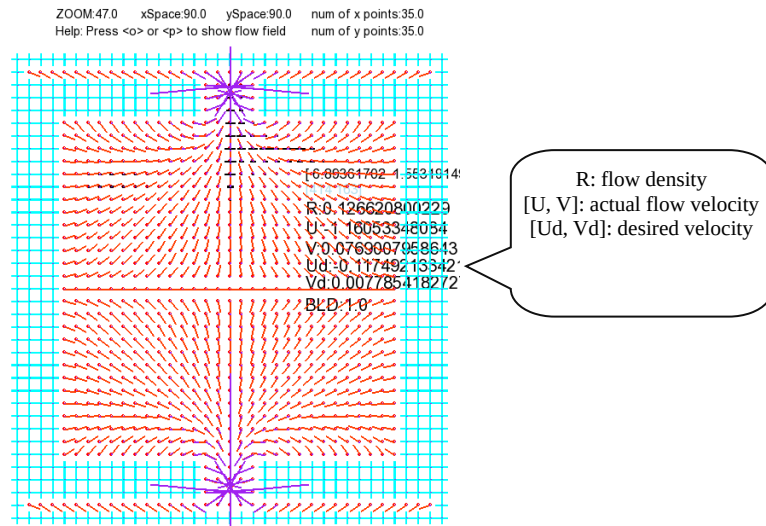 ZOOM:47.0 xSpace:90.0 ySpace:90.0 num of x points:35.0
Help: Press <o> or <p> to show flow field num of y points:35.0
R:0.126620800229
U:-1.16053348084
V:0.0769007958643
Ud:-0.11749213342
Vd:0.007785418272
BLD:1.0
R: flow density
[U, V]: actual flow velocity
[Ud, Vd]: desired velocity